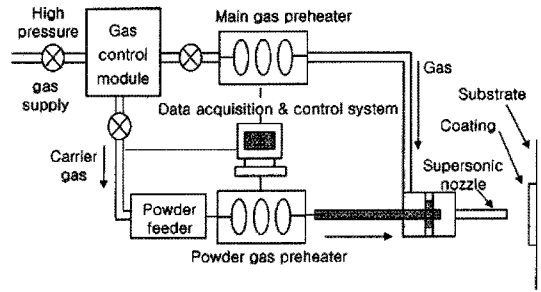 High
pressure
gas
supply
Gas
control
module
Main gas preheater
Gas
Data acquisition & control system
Substrate
Coating
Supersonic
nozzle
Carrier
gas
Powder
feeder
Powder gas preheater